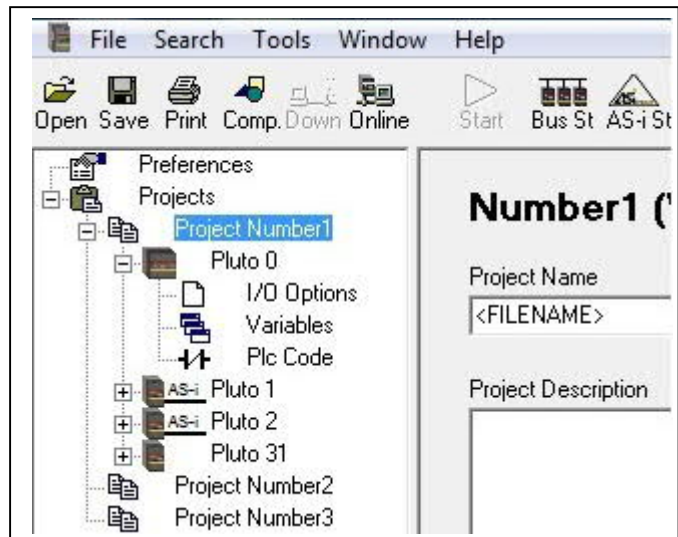 File Search Tools Window Help
Open Save Print Comp. Down Online Start Bus St AS-i St
Preferences
Projects
Project Number1
Pluto 0
I/O Options
Variables
Plc Code
AS-i Pluto 1
AS-i Pluto 2
Pluto 31
Project Number2
Project Number3
Number1 (
Project Name
<FILENAME>
Project Description